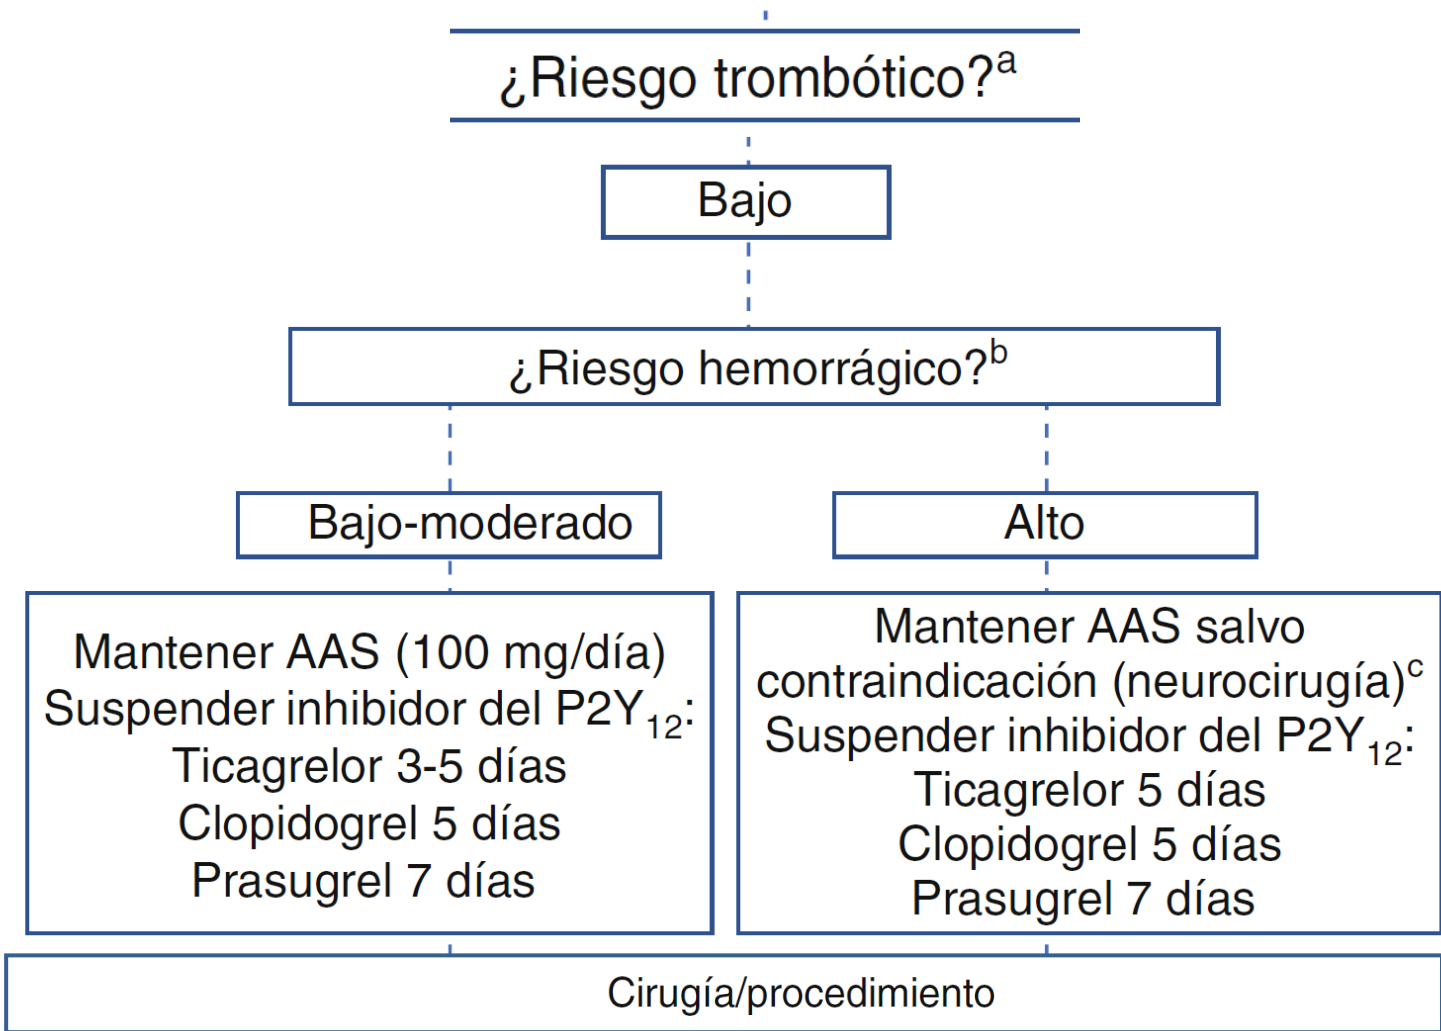 ¿Riesgo trombótico?ᵃ
Bajo
¿Riesgo hemorrágico?ᵇ
Bajo-moderado
Alto
Mantener AAS (100 mg/día)
Suspender inhibidor del P2Y₁₂:
Ticagrelor 3-5 días
Clopidogrel 5 días
Prasugrel 7 días
Mantener AAS salvo
contraindicación (neurocirugía)ᶜ
Suspender inhibidor del P2Y₁₂:
Ticagrelor 5 días
Clopidogrel 5 días
Prasugrel 7 días
Cirugía/procedimiento